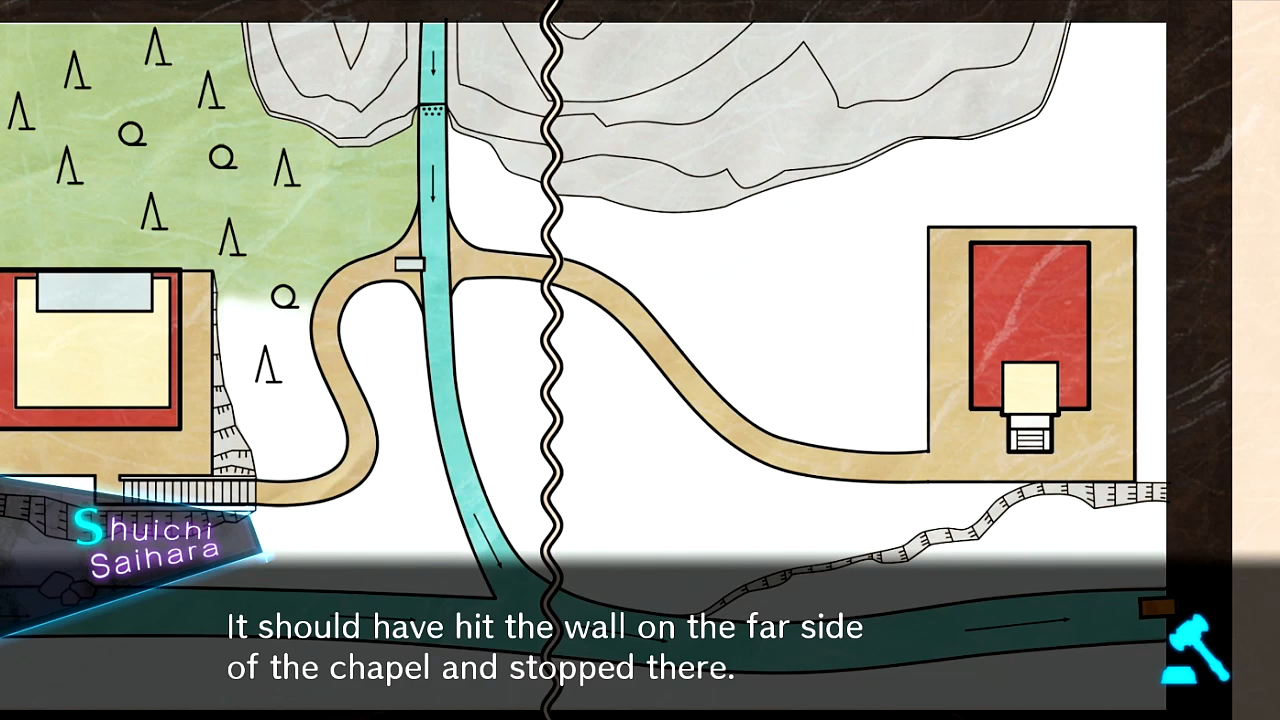 Shuichi
Saihara
It should have hit the wall on the far side
of the chapel and stopped there.